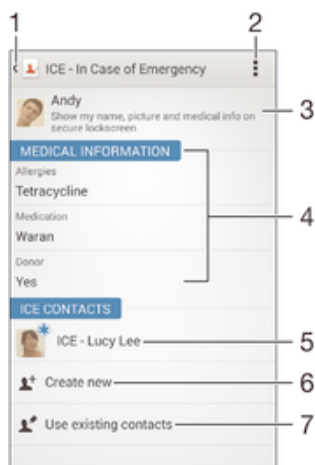 1
2
ICE - In Case of Emergency
Andy
Show my name, picture and medical info on
secure lockscreen
3
MEDICAL INFORMATION
Allergies
Tetracycline
4
Medication
Waran
Donor
Yes
ICE CONTACTS
ICE - Lucy Lee
5
Create new
6
Use existing contacts
7